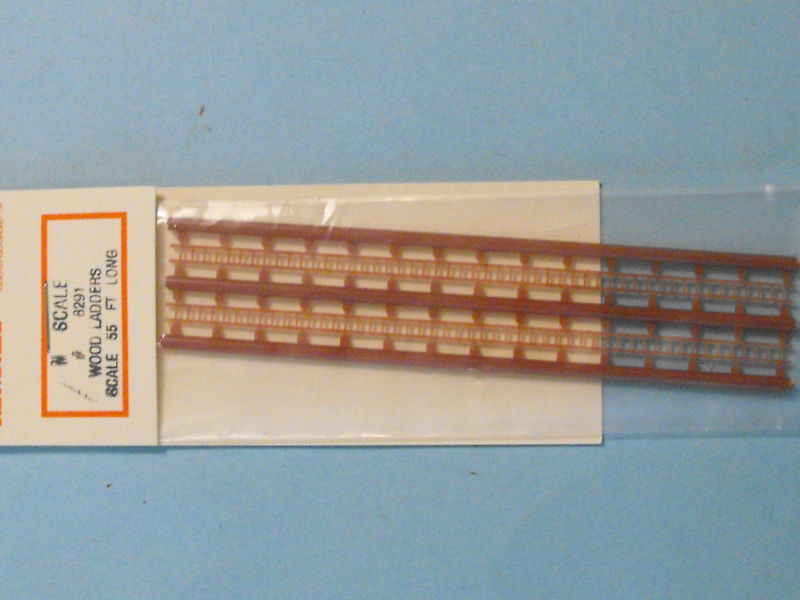 N SCALE
# 8291
WOOD LADDERS
SCALE 55 FT LONG